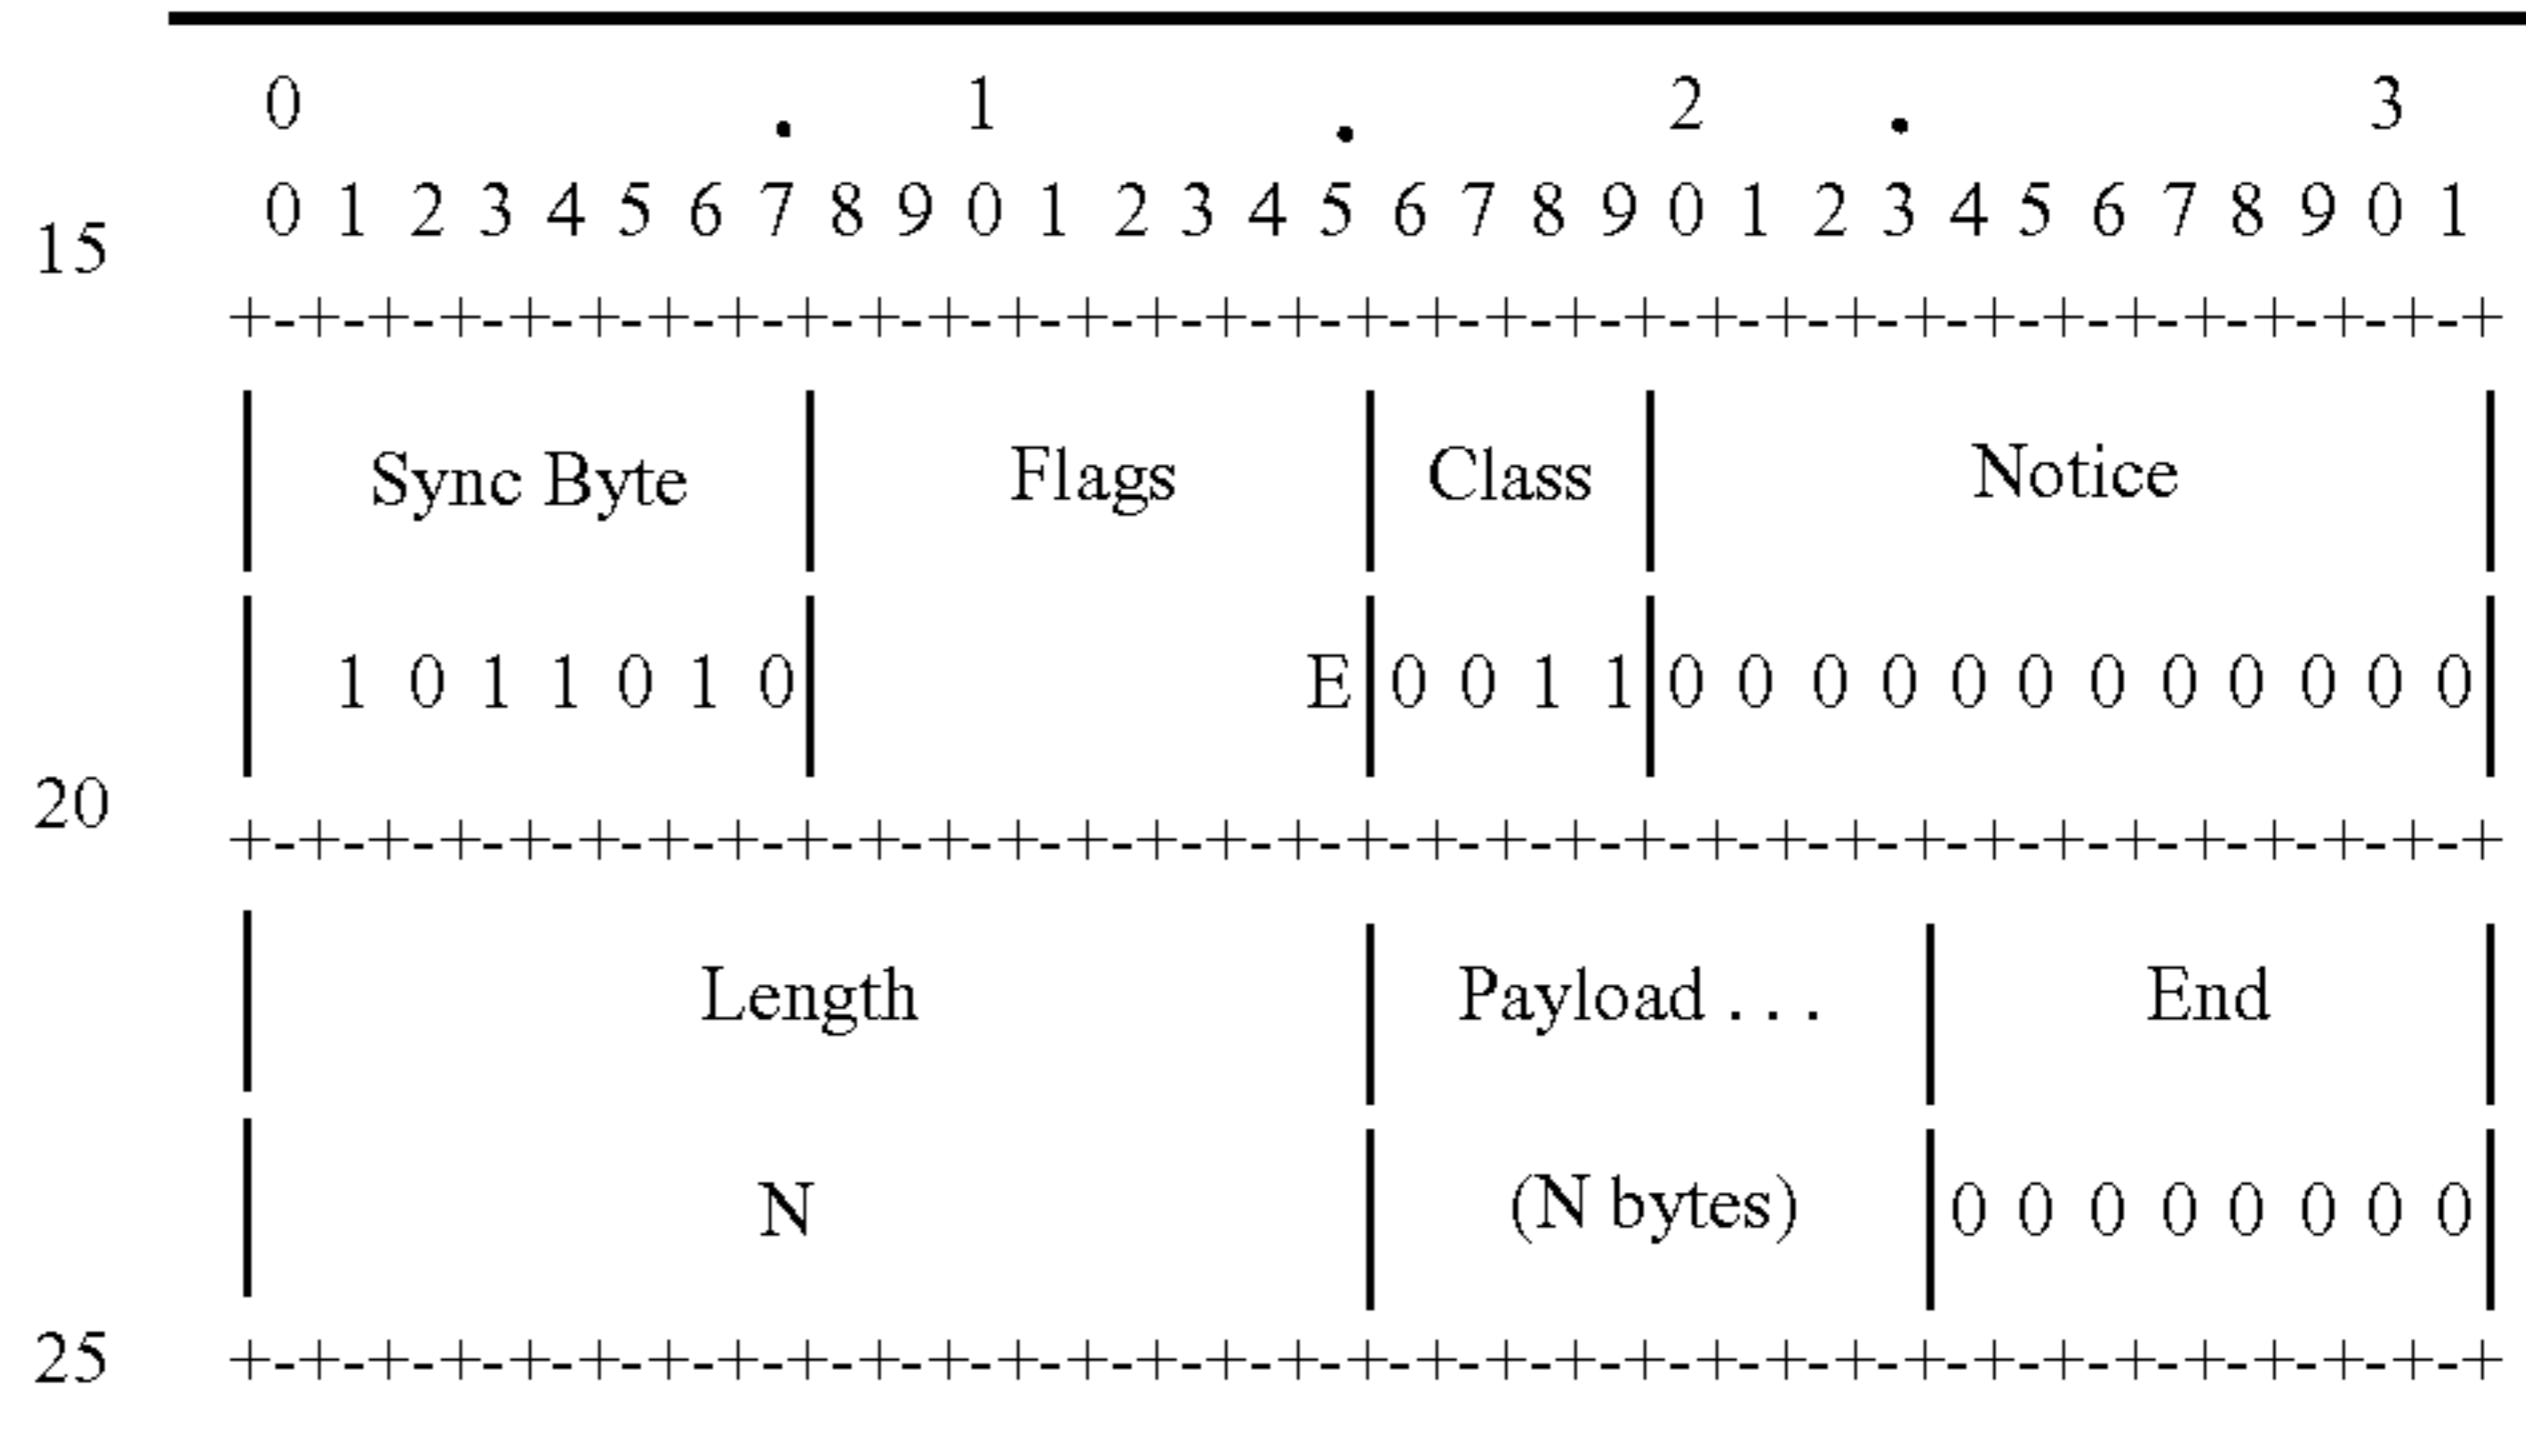 0 . 1 . 2 . 3
0 1 2 3 4 5 6 7 8 9 0 1 2 3 4 5 6 7 8 9 0 1 2 3 4 5 6 7 8 9 0 1
15
+-+-+-+-+-+-+-+-+-+-+-+-+-+-+-+-+-+-+-+-+-+-+-+-+-+-+-+-+-+-+-+-+
| Sync Byte | Flags | Class | Notice |
| 1 0 1 1 0 1 0| E|0 0 1 1|0 0 0 0 0 0 0 0 0 0 0 0|
20
+-+-+-+-+-+-+-+-+-+-+-+-+-+-+-+-+-+-+-+-+-+-+-+-+-+-+-+-+-+-+-+-+
| Length | Payload . . . | End |
| N | (N bytes) |0 0 0 0 0 0 0 0|
25 +-+-+-+-+-+-+-+-+-+-+-+-+-+-+-+-+-+-+-+-+-+-+-+-+-+-+-+-+-+-+-+-+